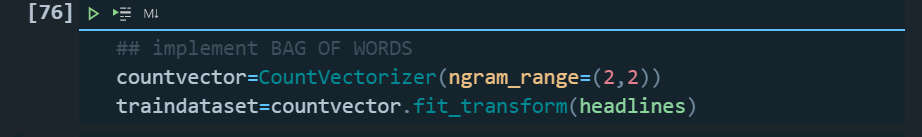 [76] M↓
## implement BAG OF WORDS
countvector=CountVectorizer(ngram_range=(2,2))
traindataset=countvector.fit_transform(headlines)